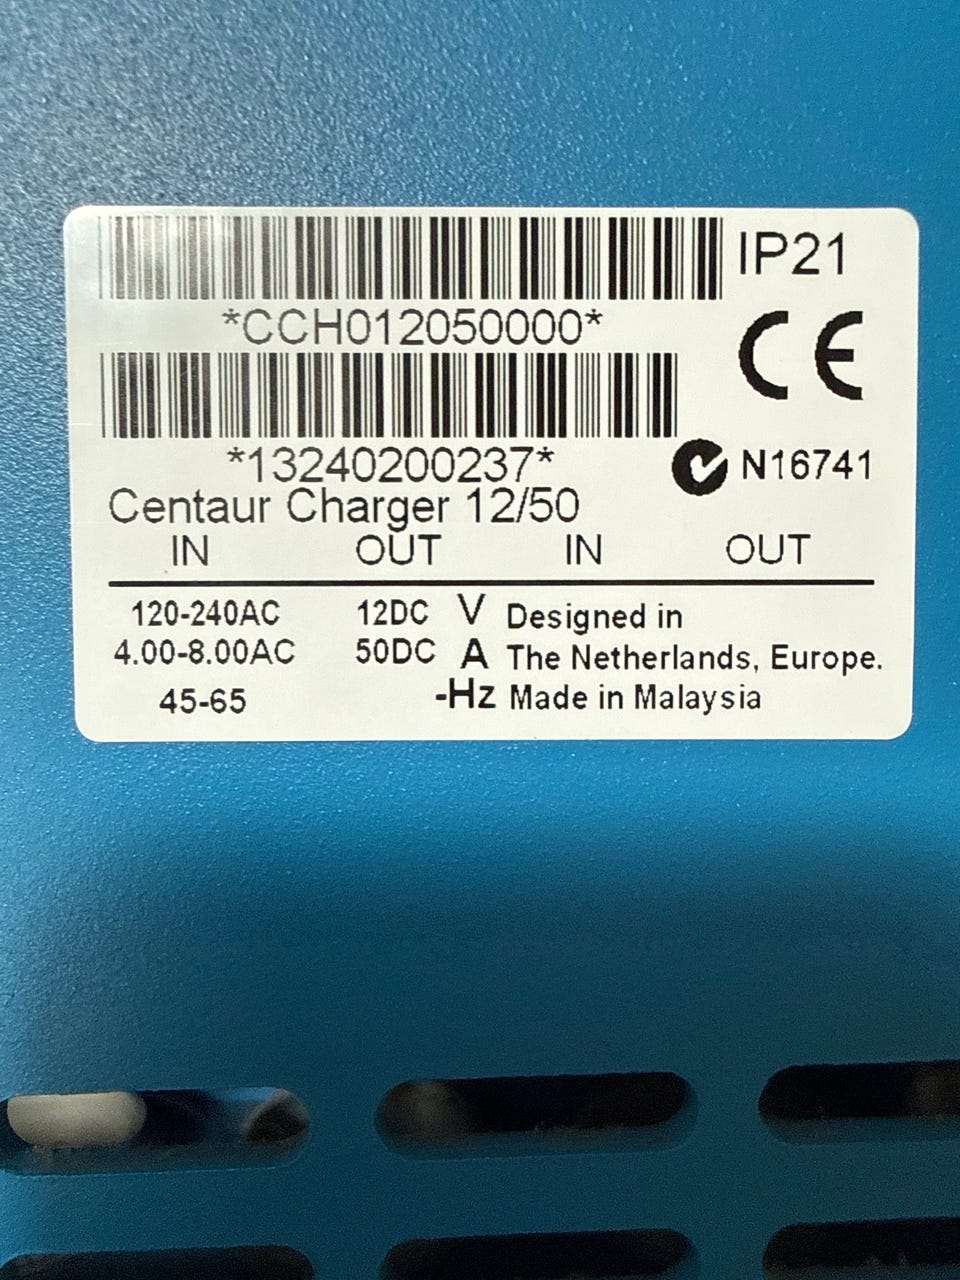 IP21
*CCH012050000*
CE
*13240200237*
N16741
Centaur Charger 12/50
IN OUT IN OUT
120-240AC 12DC V Designed in
4.00-8.00AC 50DC A The Netherlands, Europe.
45-65 -Hz Made in Malaysia